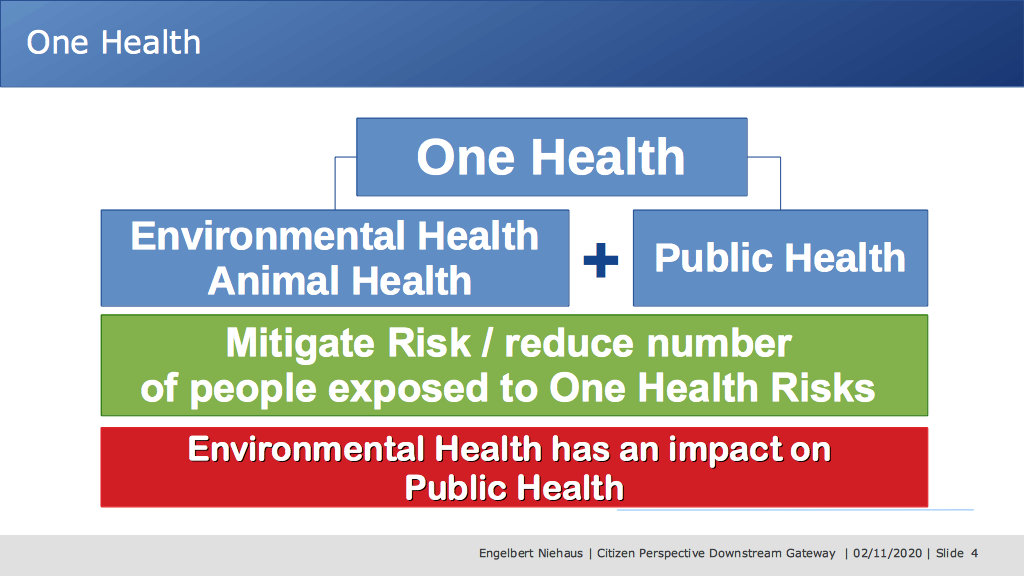 One Health
One Health
Environmental Health
Animal Health
+
Public Health
Mitigate Risk / reduce number
of people exposed to One Health Risks
Environmental Health has an impact on
Public Health
Engelbert Niehaus | Citizen Perspective Downstream Gateway | 02/11/2020 | Slide 4